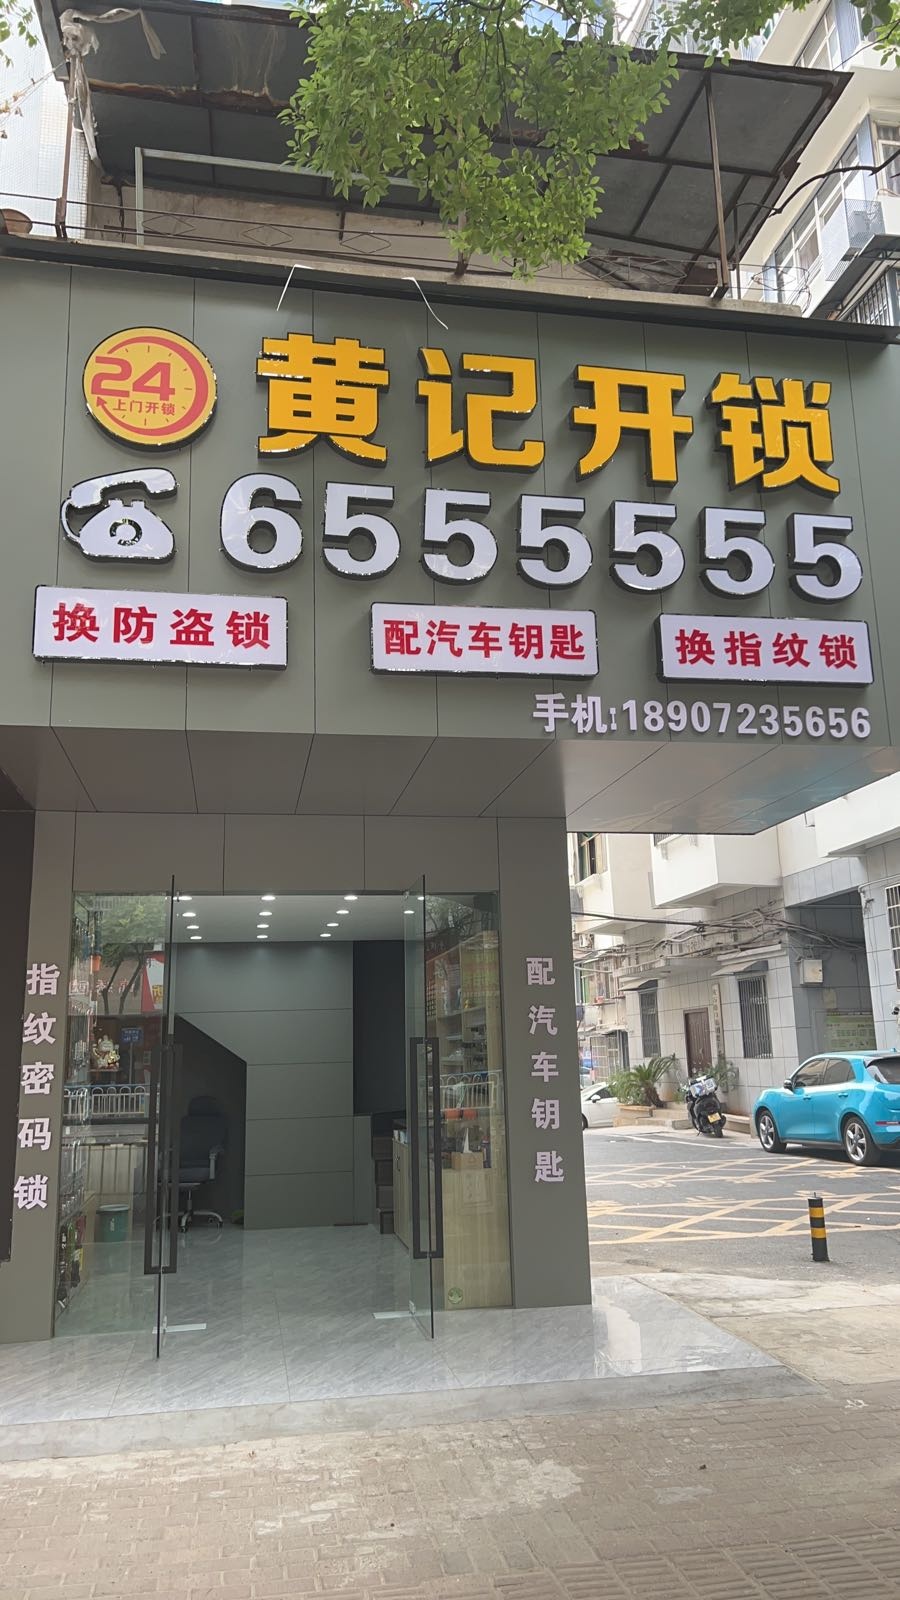 24
上门开锁
黄记开锁
6555555
换防盗锁
配汽车钥匙
换指纹锁
手机:18907235656
指纹密码锁
配汽车钥匙